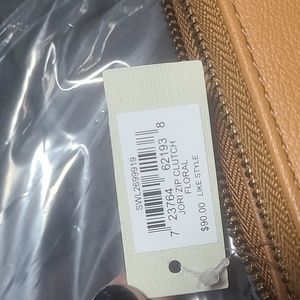 SWL2699919
7 23764 62193 8
JORI ZIP CLUTCH
FLORAL
$90.00 LIKE STYLE